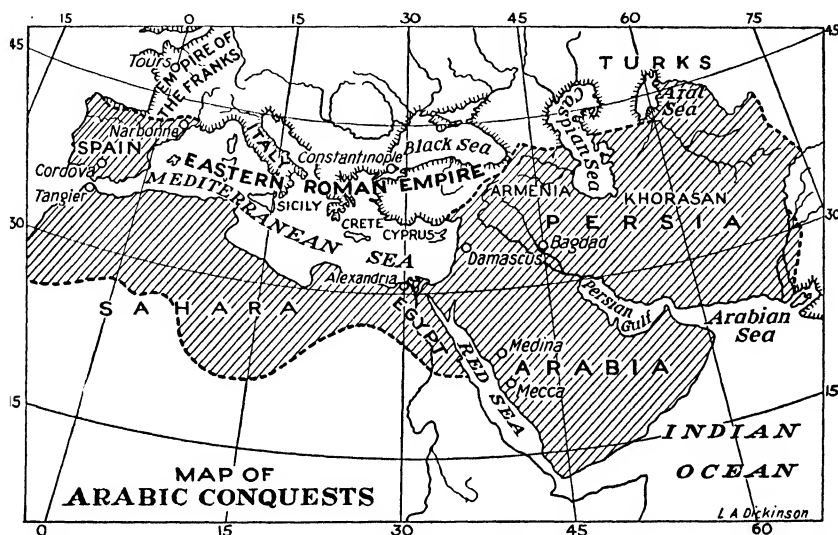 15 0 15 30 45 60 75
45
45
TURKS
Tours
EMPIRE OF
THE FRANKS
Aral
Sea
Caspian Sea
Narbonne
ITALY
Black Sea
SPAIN
Constantinople
Cordova
EASTERN ROMAN EMPIRE
ARMENIA
KHORASAN
Tangier
MEDITERRANEAN SEA
SICILY
PERSIA
CRETE
CYPRUS
30
30
Bagdad
Damascus
Alexandria
SAHARA
EGYPT
Persian
Gulf
Arabian
Sea
RED SEA
Medina
ARABIA
Mecca
15
15
INDIAN
OCEAN
MAP OF
ARABIC CONQUESTS
L A Dickinson
0 15 30 45 60